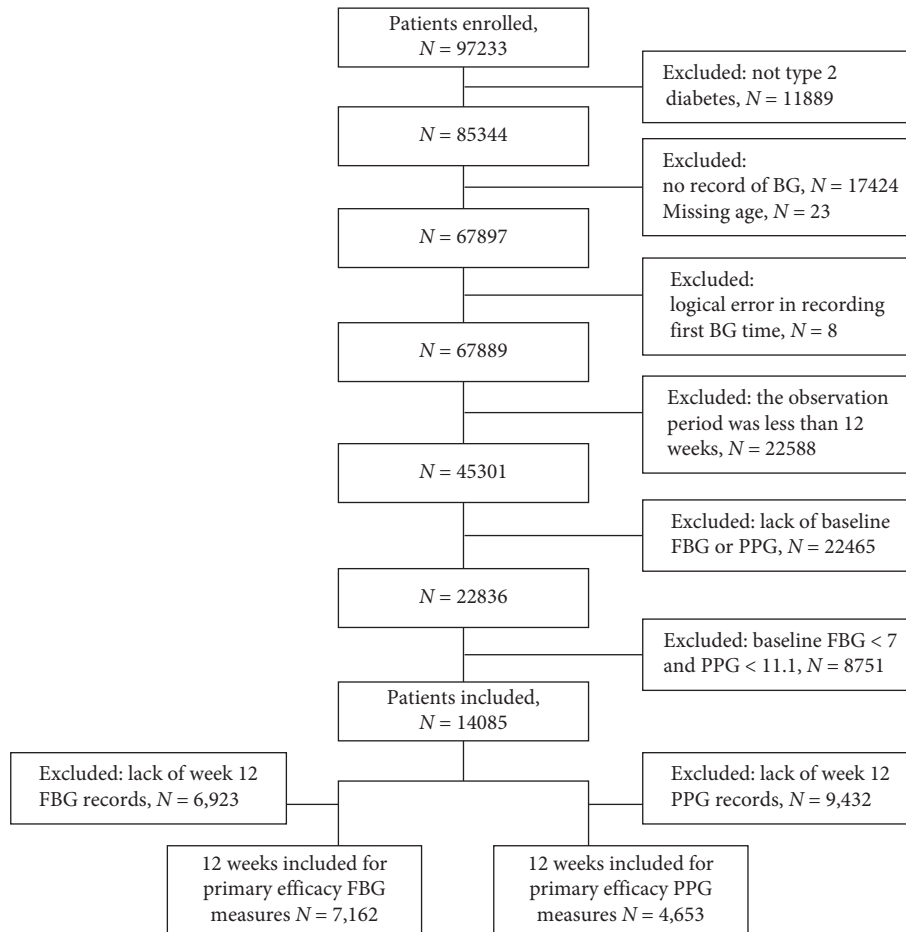 Patients enrolled,
N = 97233
Excluded: not type 2
diabetes, N = 11889
N = 85344
Excluded:
no record of BG, N = 17424
Missing age, N = 23
N = 67897
Excluded:
logical error in recording
first BG time, N = 8
N = 67889
Excluded: the observation
period was less than 12
weeks, N = 22588
N = 45301
Excluded: lack of baseline
FBG or PPG, N = 22465
N = 22836
Excluded: baseline FBG < 7
and PPG < 11.1, N = 8751
Patients included,
N = 14085
Excluded: lack of week 12
FBG records, N = 6,923
Excluded: lack of week 12
PPG records, N = 9,432
12 weeks included for
primary efficacy FBG
measures N = 7,162
12 weeks included for
primary efficacy PPG
measures N = 4,653